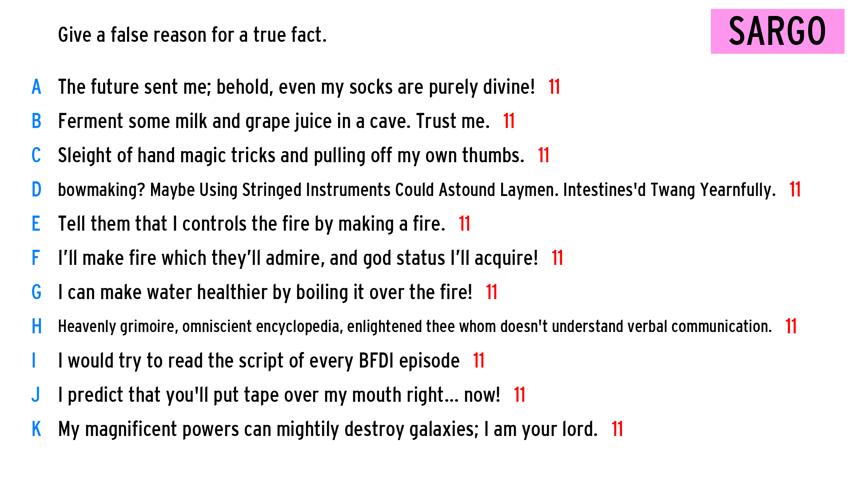 Give a false reason for a true fact.
SARGO
A The future sent me; behold, even my socks are purely divine! 11
B Ferment some milk and grape juice in a cave. Trust me. 11
C Sleight of hand magic tricks and pulling off my own thumbs. 11
D bowmaking? Maybe Using Stringed Instruments Could Astound Laymen. Intestines'd Twang Yearnfully. 11
E Tell them that I controls the fire by making a fire. 11
F I'll make fire which they'll admire, and god status I'll acquire! 11
G I can make water healthier by boiling it over the fire! 11
H Heavenly grimoire, omniscient encyclopedia, enlightened thee whom doesn't understand verbal communication. 11
I I would try to read the script of every BFDI episode 11
J I predict that you'll put tape over my mouth right... now! 11
K My magnificent powers can mightily destroy galaxies; I am your lord. 11